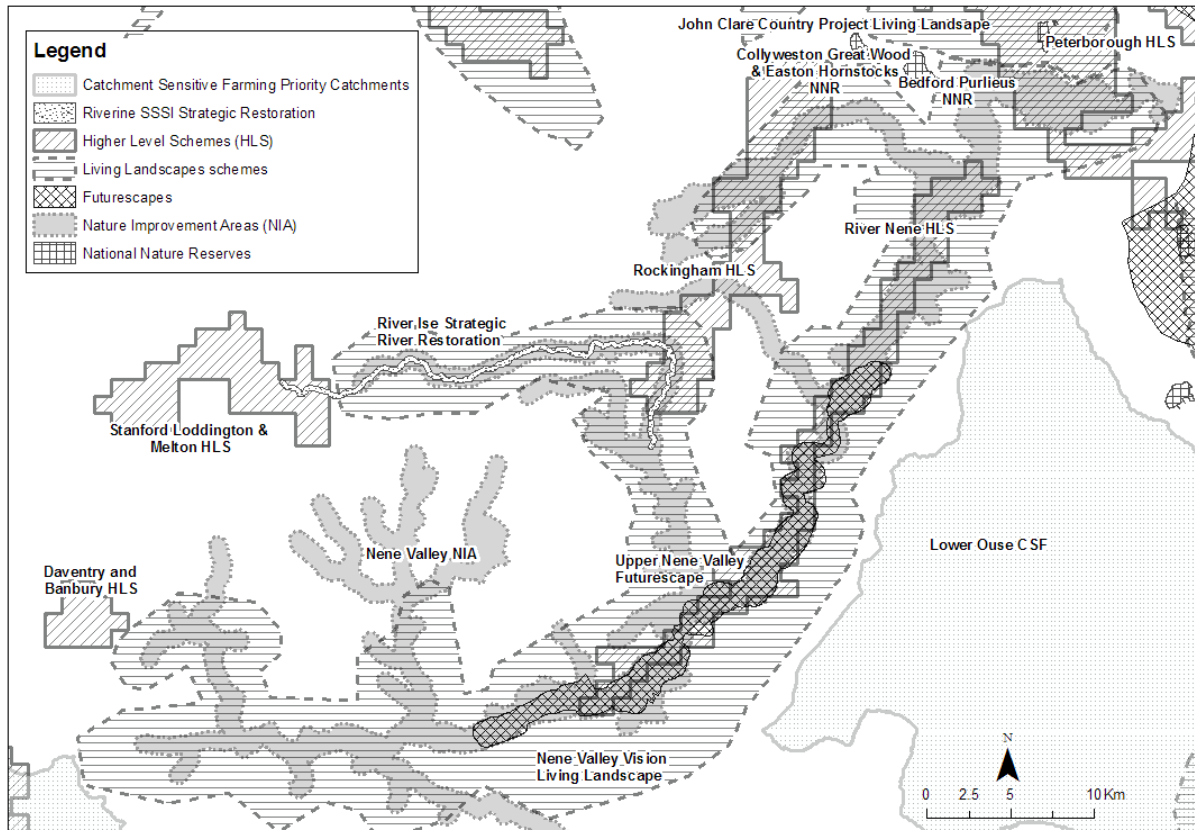 Legend
Catchment Sensitive Farming Priority Catchments
Riverine SSSI Strategic Restoration
Higher Level Schemes (HLS)
Living Landscapes schemes
Futurescapes
Nature Improvement Areas (NIA)
National Nature Reserves
John Clare Country Project Living Landsape
Collyweston Great Wood
& Easton Hornstocks
NNR
Peterborough HLS
Bedford Purlieus
NNR
River Nene HLS
Rockingham HLS
River Ise Strategic
River Restoration
Stanford Loddington &
Melton HLS
Nene Valley NIA
Upper Nene Valley
Futurescape
Lower Ouse CSF
Daventry and
Banbury HLS
Nene Valley Vision
Living Landscape
N
0 2.5 5 10 Km